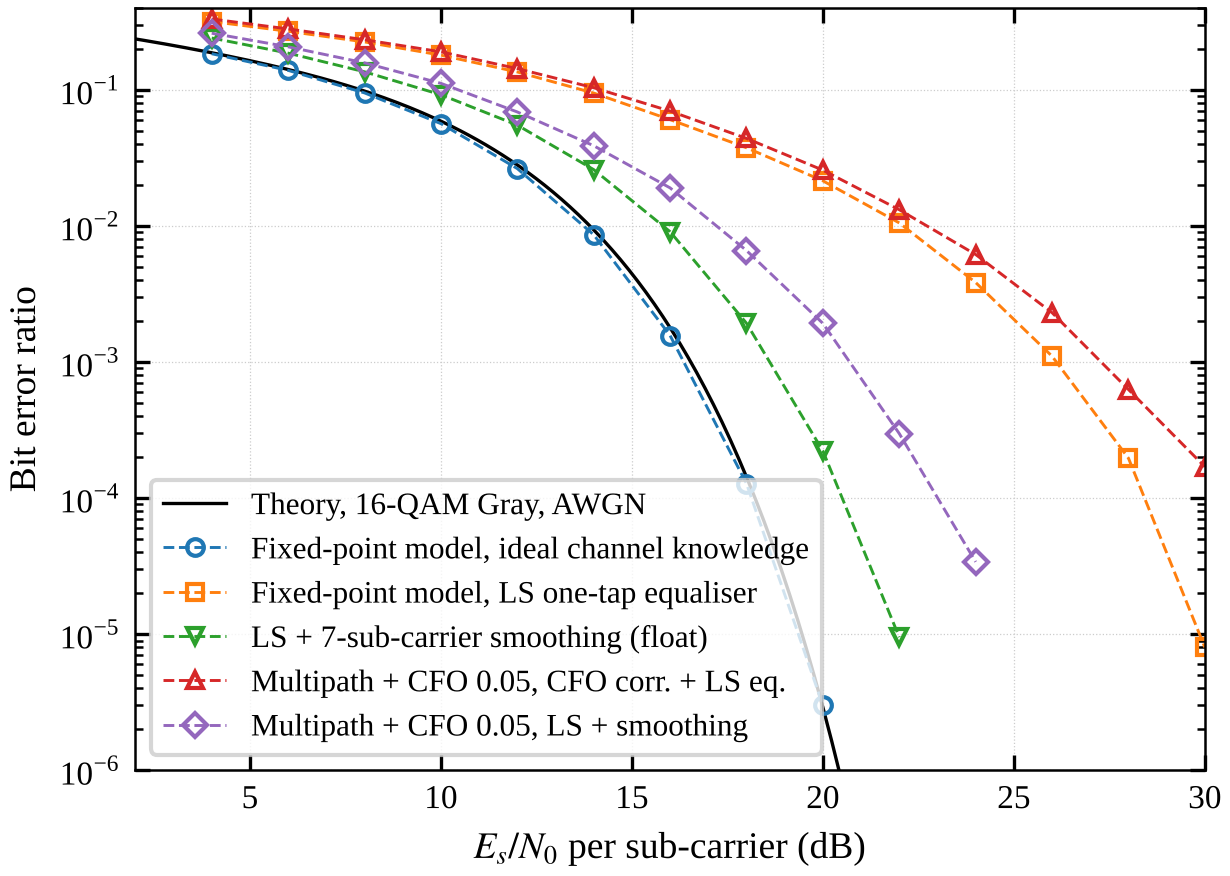 Bit error ratio
10⁻¹
10⁻²
10⁻³
10⁻⁴
10⁻⁵
10⁻⁶
Theory, 16-QAM Gray, AWGN
Fixed-point model, ideal channel knowledge
Fixed-point model, LS one-tap equaliser
LS + 7-sub-carrier smoothing (float)
Multipath + CFO 0.05, CFO corr. + LS eq.
Multipath + CFO 0.05, LS + smoothing
5 10 15 20 25 30
Eₛ/N₀ per sub-carrier (dB)